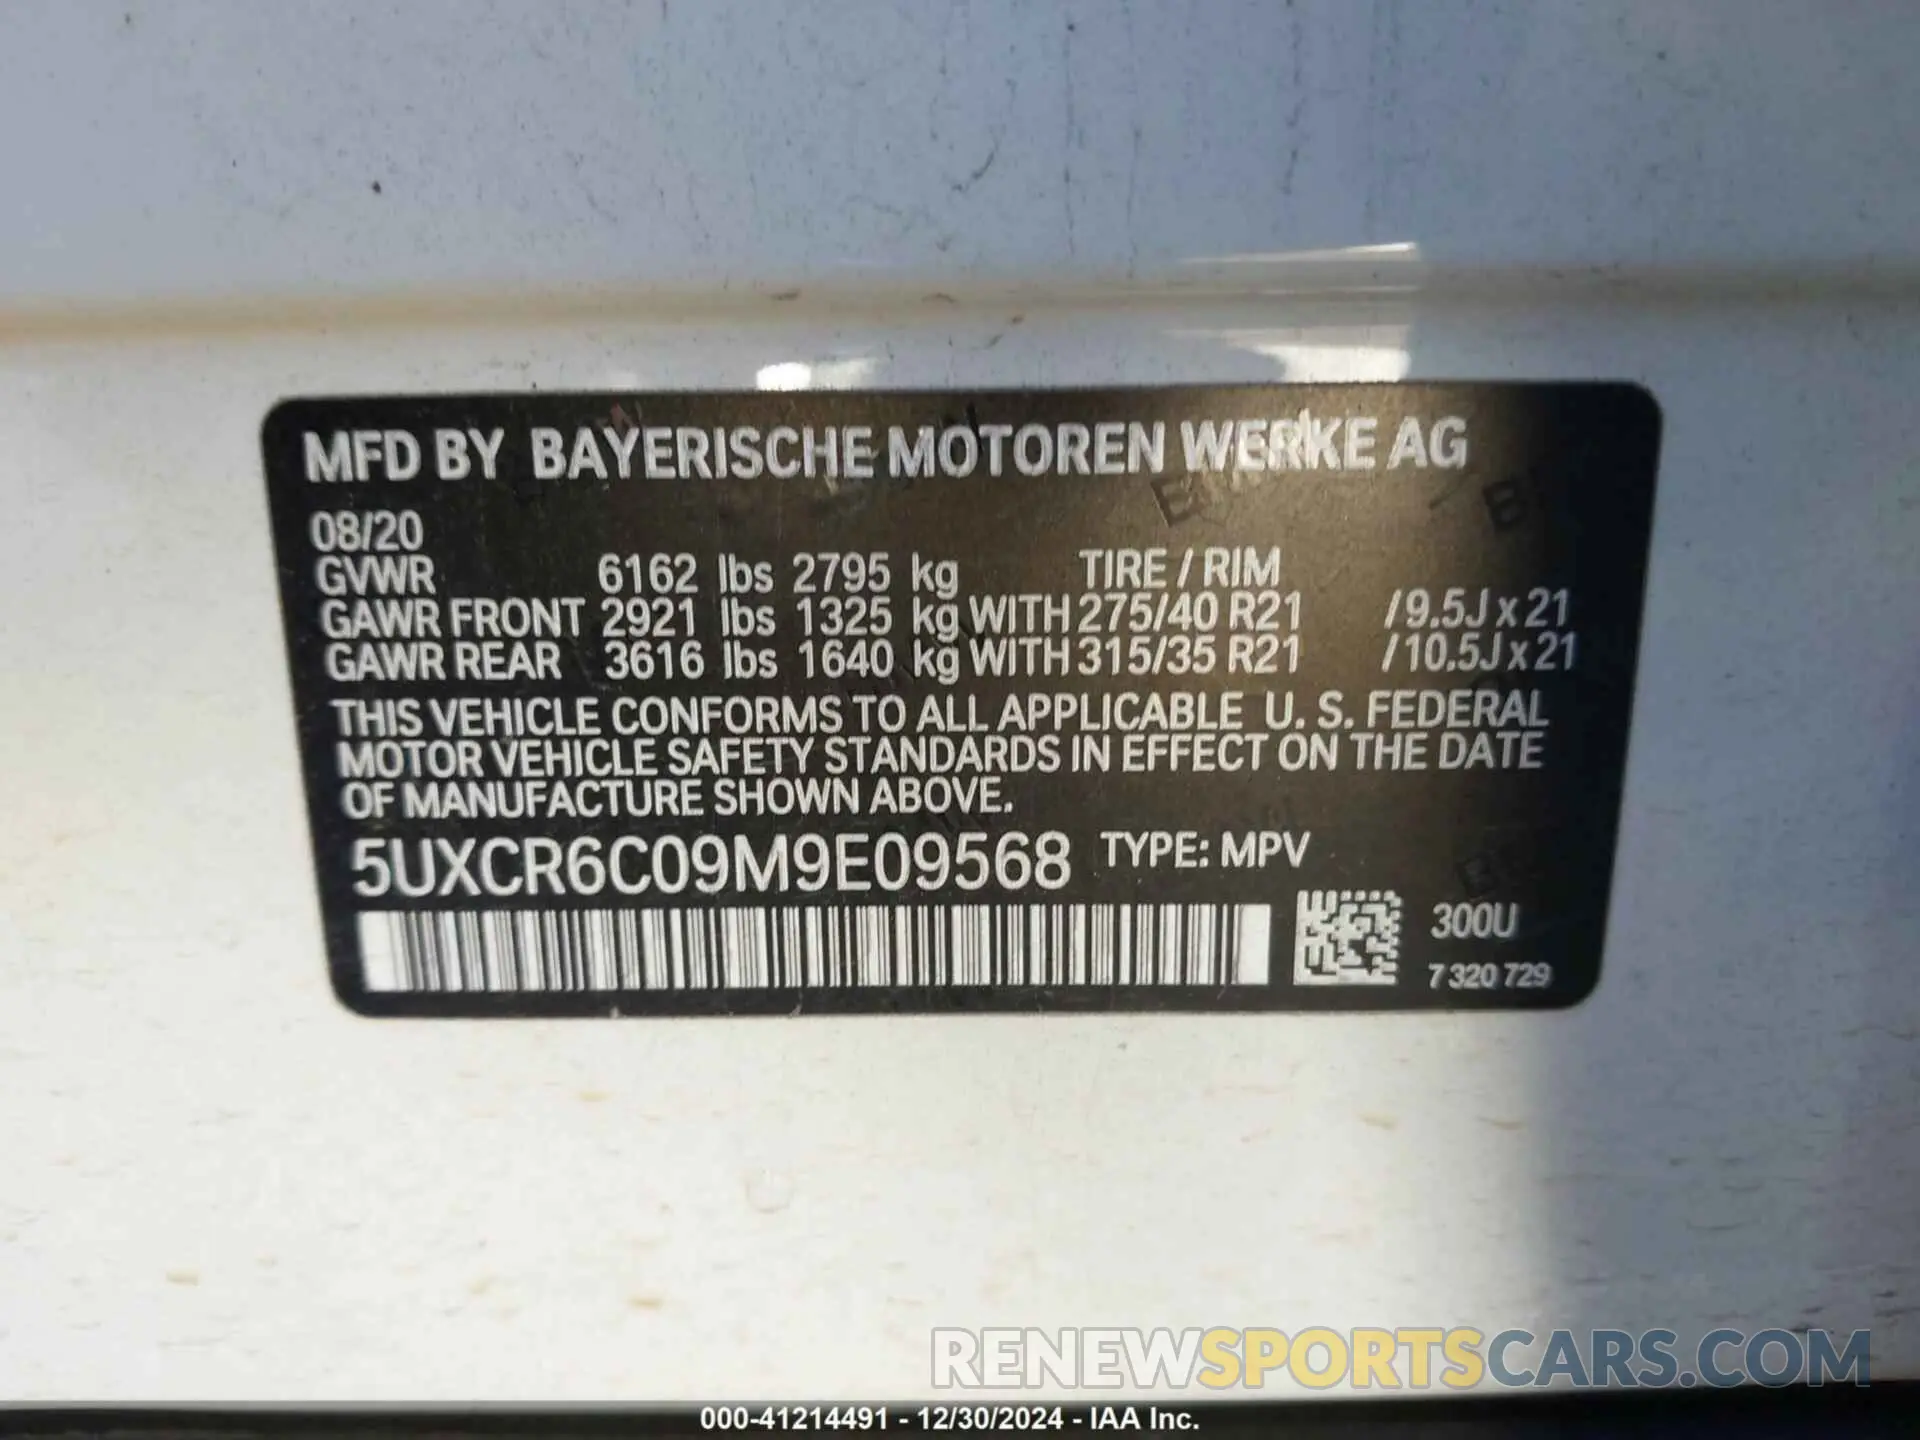 MFD BY BAYERISCHE MOTOREN WERKE AG
08/20
GVWR 6162 lbs 2795 kg TIRE / RIM
GAWR FRONT 2921 lbs 1325 kg WITH 275/40 R21 /9.5J x 21
GAWR REAR 3616 lbs 1640 kg WITH 315/35 R21 /10.5J x 21
THIS VEHICLE CONFORMS TO ALL APPLICABLE U. S. FEDERAL
MOTOR VEHICLE SAFETY STANDARDS IN EFFECT ON THE DATE
OF MANUFACTURE SHOWN ABOVE.
5UXCR6C09M9E09568 TYPE: MPV
300U
7 320 729
RENEWSPORTSCARS.COM
000-41214491 - 12/30/2024 - IAA Inc.